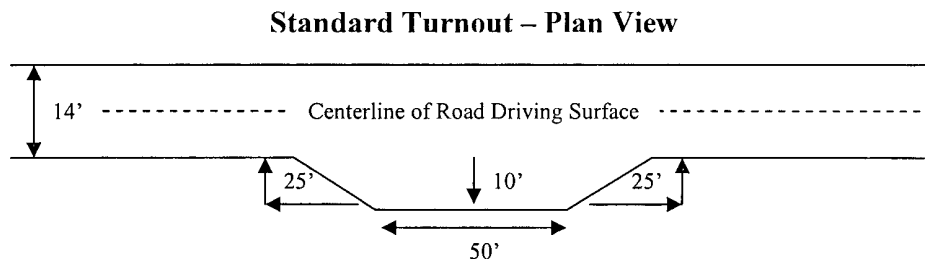 Standard Turnout – Plan View
14'
Centerline of Road Driving Surface
25'
10'
25'
50'